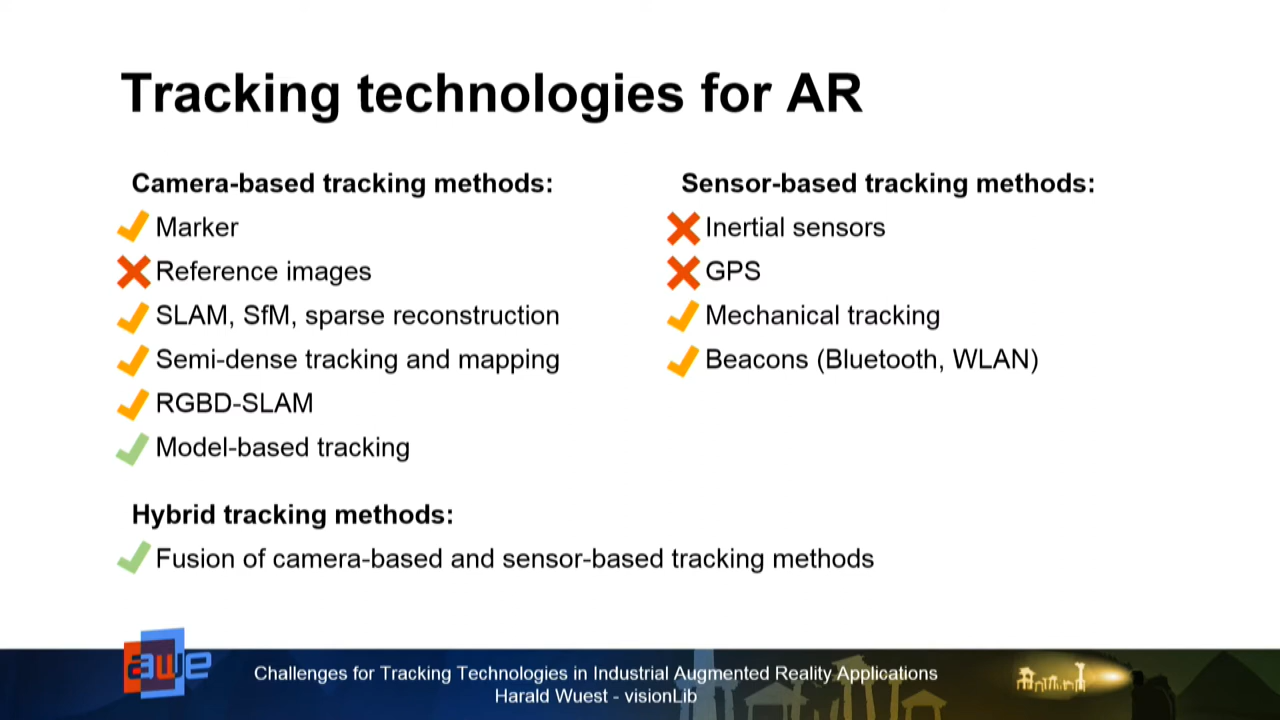 Tracking technologies for AR
Camera-based tracking methods:
Marker
Reference images
SLAM, SfM, sparse reconstruction
Semi-dense tracking and mapping
RGBD-SLAM
Model-based tracking
Sensor-based tracking methods:
Inertial sensors
GPS
Mechanical tracking
Beacons (Bluetooth, WLAN)
Hybrid tracking methods:
Fusion of camera-based and sensor-based tracking methods
awe
Challenges for Tracking Technologies in Industrial Augmented Reality Applications
Harald Wuest - visionLib